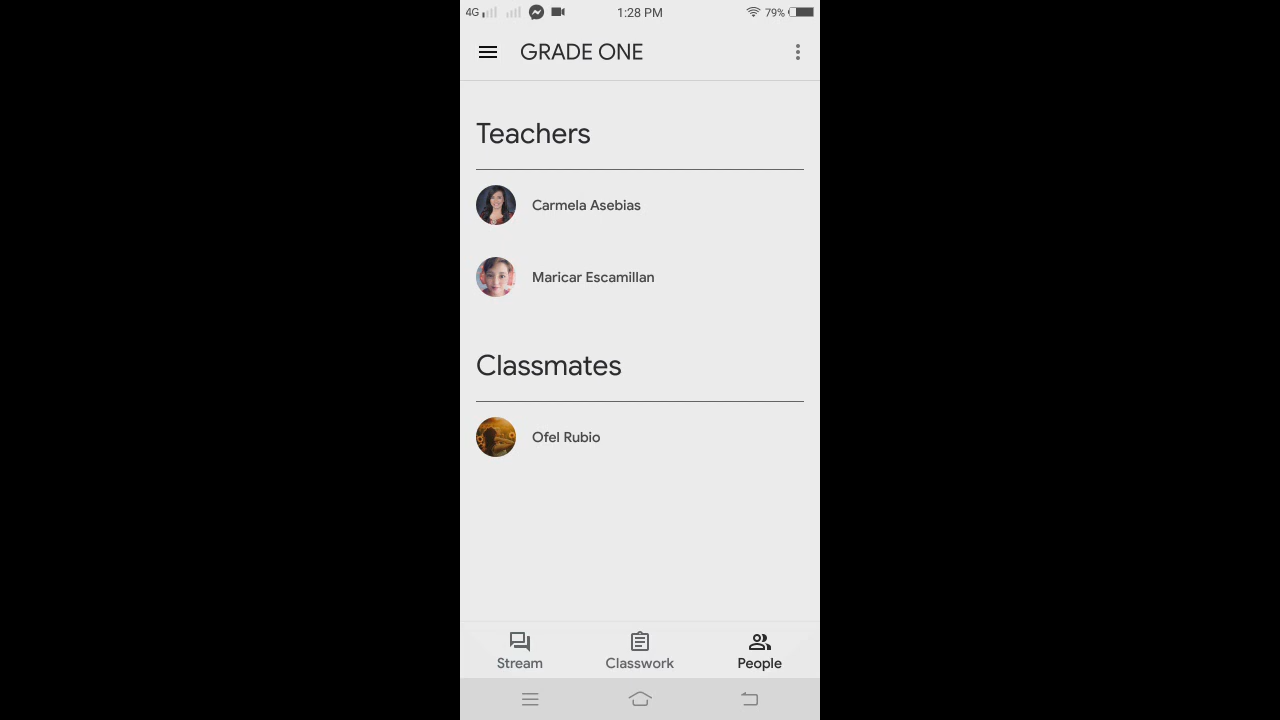 4G 1:28 PM 79%
GRADE ONE
Teachers
Carmela Asebias
Maricar Escamillan
Classmates
Ofel Rubio
Stream Classwork People